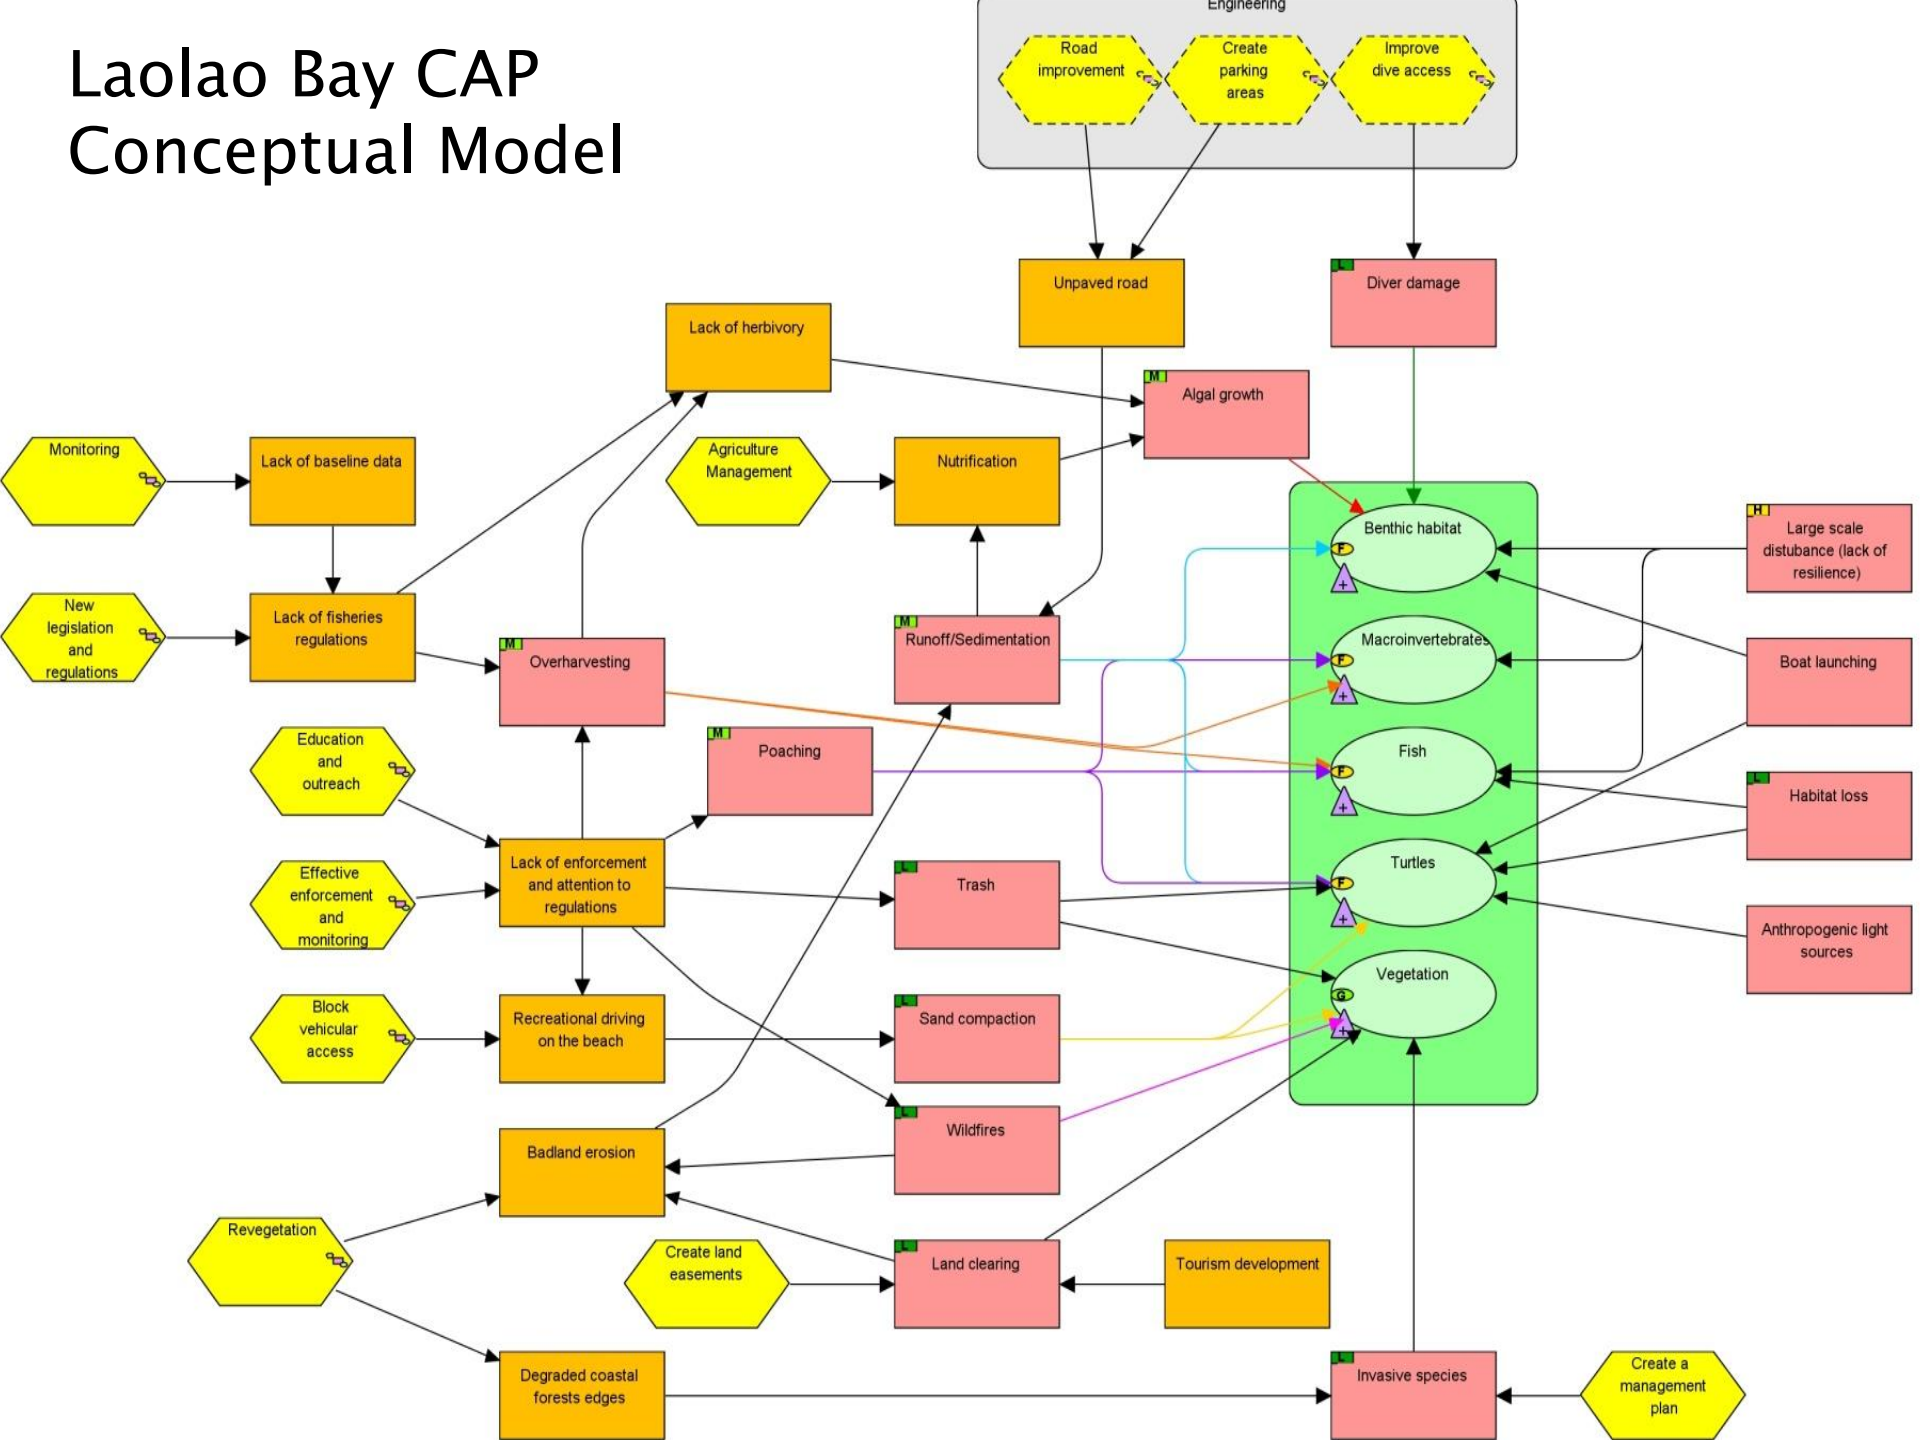 Laolao Bay CAP
Conceptual Model
Engineering
Road
improvement
Create
parking
areas
Improve
dive access
Unpaved road
L
Diver damage
Lack of herbivory
M
Algal growth
Monitoring
Lack of baseline data
Agriculture
Management
Nutrification
Benthic habitat
F
+
H
Large scale
distubance (lack of
resilience)
New
legislation
and
regulations
Lack of fisheries
regulations
M
Overharvesting
M
Runoff/Sedimentation
Macroinvertebrates
F
+
Boat launching
Education
and
outreach
M
Poaching
Fish
F
+
L
Habitat loss
Effective
enforcement
and
monitoring
Lack of enforcement
and attention to
regulations
L
Trash
Turtles
F
+
Anthropogenic light
sources
Block
vehicular
access
Recreational driving
on the beach
L
Sand compaction
Vegetation
G
+
L
Wildfires
Badland erosion
Revegetation
Create land
easements
L
Land clearing
Tourism development
Degraded coastal
forests edges
L
Invasive species
Create a
management
plan